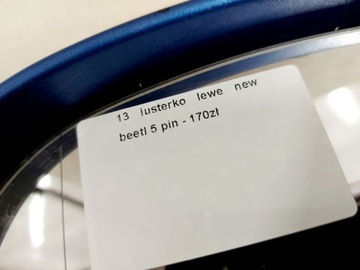 13 lusterko lewe new
beetl 5 pin - 170zł